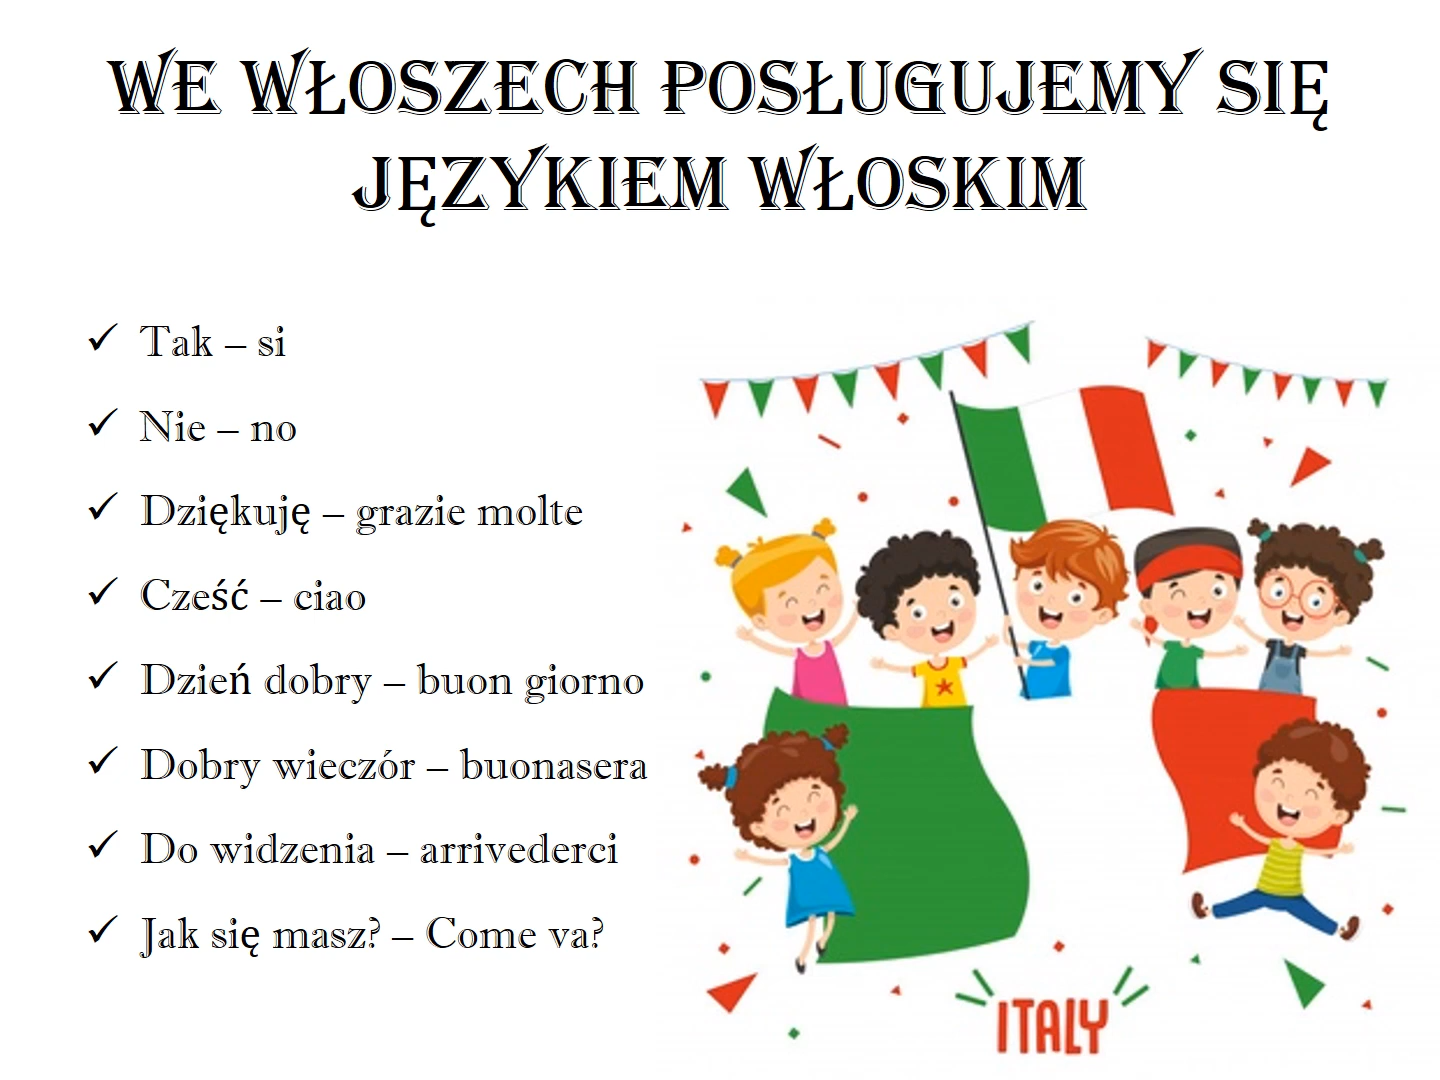 WE WŁOSZECH POSŁUGUJEMY SIĘ
JĘZYKIEM WŁOSKIM
✓ Tak – si
✓ Nie – no
✓ Dziękuję – grazie molte
✓ Cześć – ciao
✓ Dzień dobry – buon giorno
✓ Dobry wieczór – buonasera
✓ Do widzenia – arrivederci
✓ Jak się masz? – Come va?
ITALY